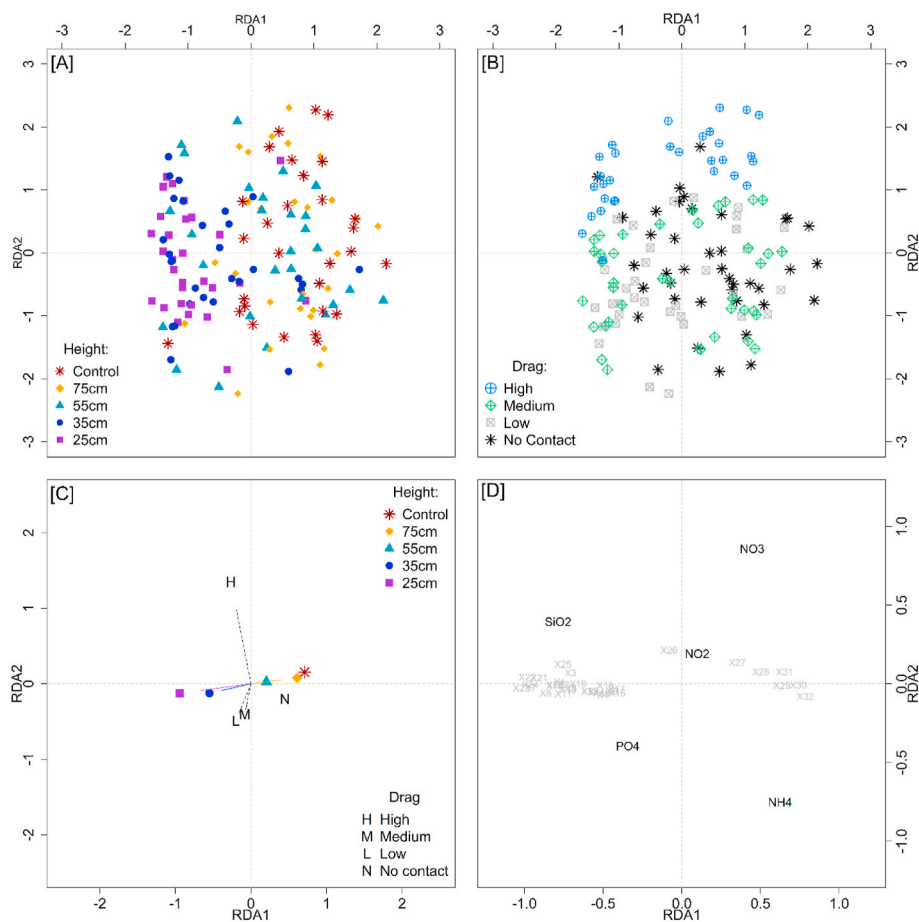 RDA1
RDA1
-3 -2 -1 0 1 2 3
-3 -2 -1 0 1 2 3
[A]
[B]
3
2
1
0
-1
-2
-3
3
2
1
0
-1
-2
-3
RDA2
RDA2
Height:
Control
75cm
55cm
35cm
25cm
Drag:
High
Medium
Low
No Contact
[C]
[D]
Height:
Control
75cm
55cm
35cm
25cm
H
N
M
L
Drag
H High
M Medium
L Low
N No contact
2
1
0
-1
-2
RDA2
-2 -1 0 1 2
RDA1
NO3
SiO2
NO2
PO4
NH4
X26
X25
X3
X27
X28
X31
X30
X32
1.0
0.5
0.0
-0.5
-1.0
RDA2
-1.0 -0.5 0.0 0.5 1.0
RDA1